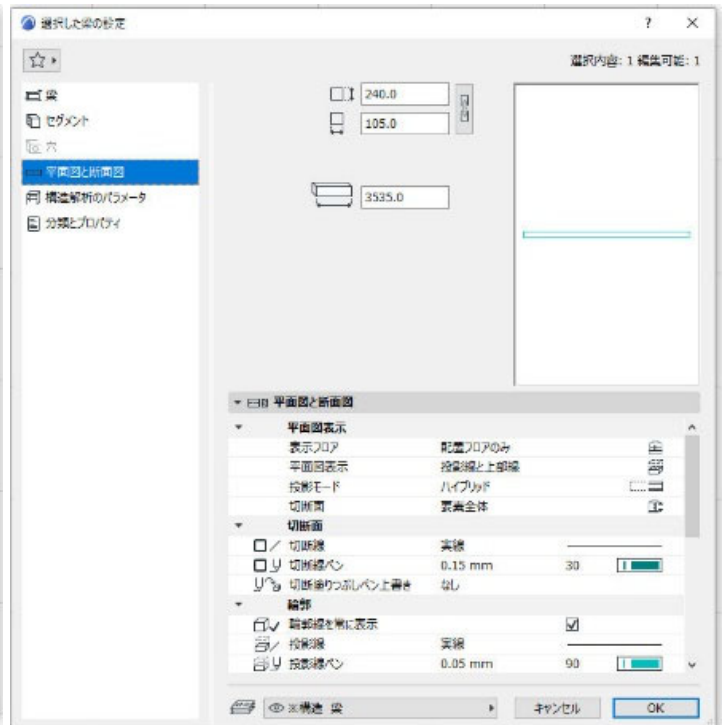 選択した梁の設定
? ×
選択内容: 1 編集可能: 1
梁
セグメント
穴
平面図と断面図
構造解析のパラメータ
分類とプロパティ
240.0
105.0
3535.0
平面図と断面図
平面図表示
表示フロア 配置フロアのみ
平面図表示 投影線と上部線
投影モード ハイブリッド
切断面 要素全体
切断面
切断線 実線
切断線ペン 0.15 mm 30
切断塗りつぶしペン上書き なし
輪郭
輪郭線を常に表示
投影線 実線
投影線ペン 0.05 mm 90
※構造 梁
キャンセル
OK